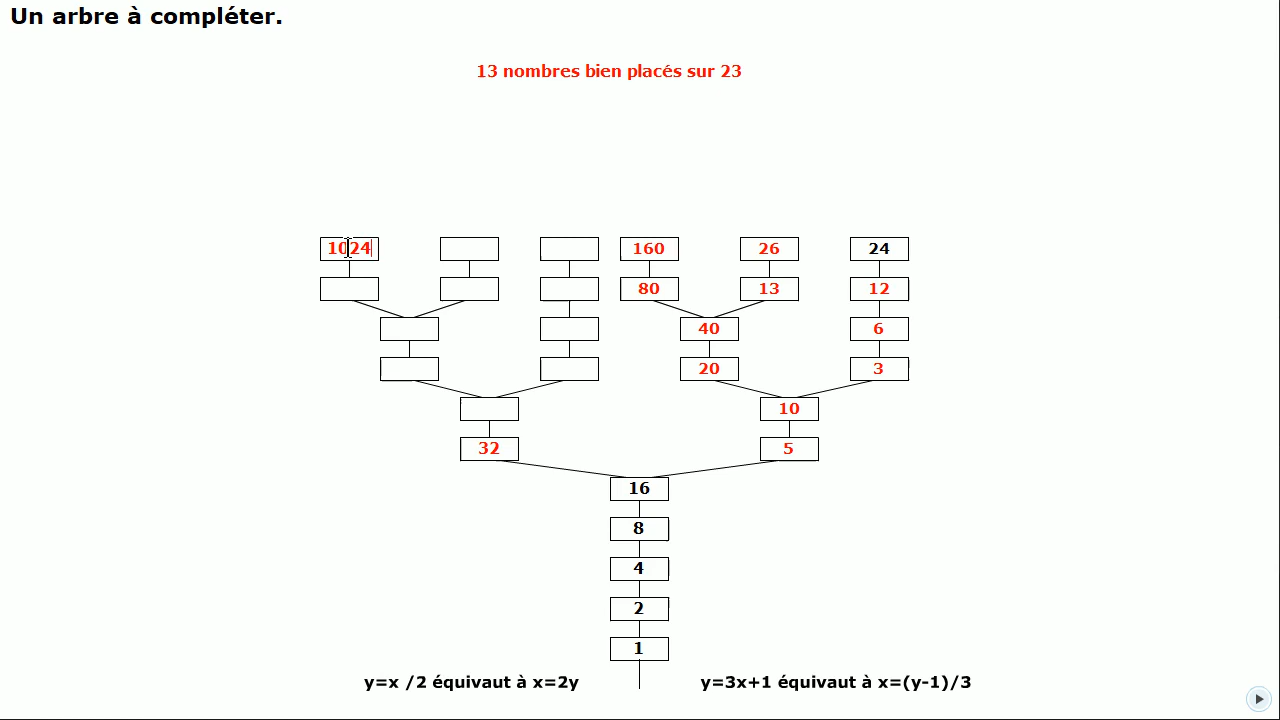 Un arbre à compléter.
13 nombres bien placés sur 23
1024 160 26 24
80 13 12
40 6
20 3
10
32 5
16
8
4
2
1
y=x /2 équivaut à x=2y y=3x+1 équivaut à x=(y-1)/3